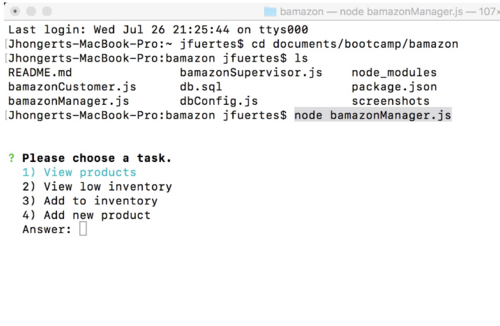 bamazon — node bamazonManager.js — 107×
Last login: Wed Jul 26 21:25:44 on ttys000
[Jhongerts-MacBook-Pro:~ jfuertes$ cd documents/bootcamp/bamazon
[Jhongerts-MacBook-Pro:bamazon jfuertes$ ls
README.md bamazonSupervisor.js node_modules
bamazonCustomer.js db.sql package.json
bamazonManager.js dbConfig.js screenshots
[Jhongerts-MacBook-Pro:bamazon jfuertes$ node bamazonManager.js
? Please choose a task.
1) View products
2) View low inventory
3) Add to inventory
4) Add new product
Answer: